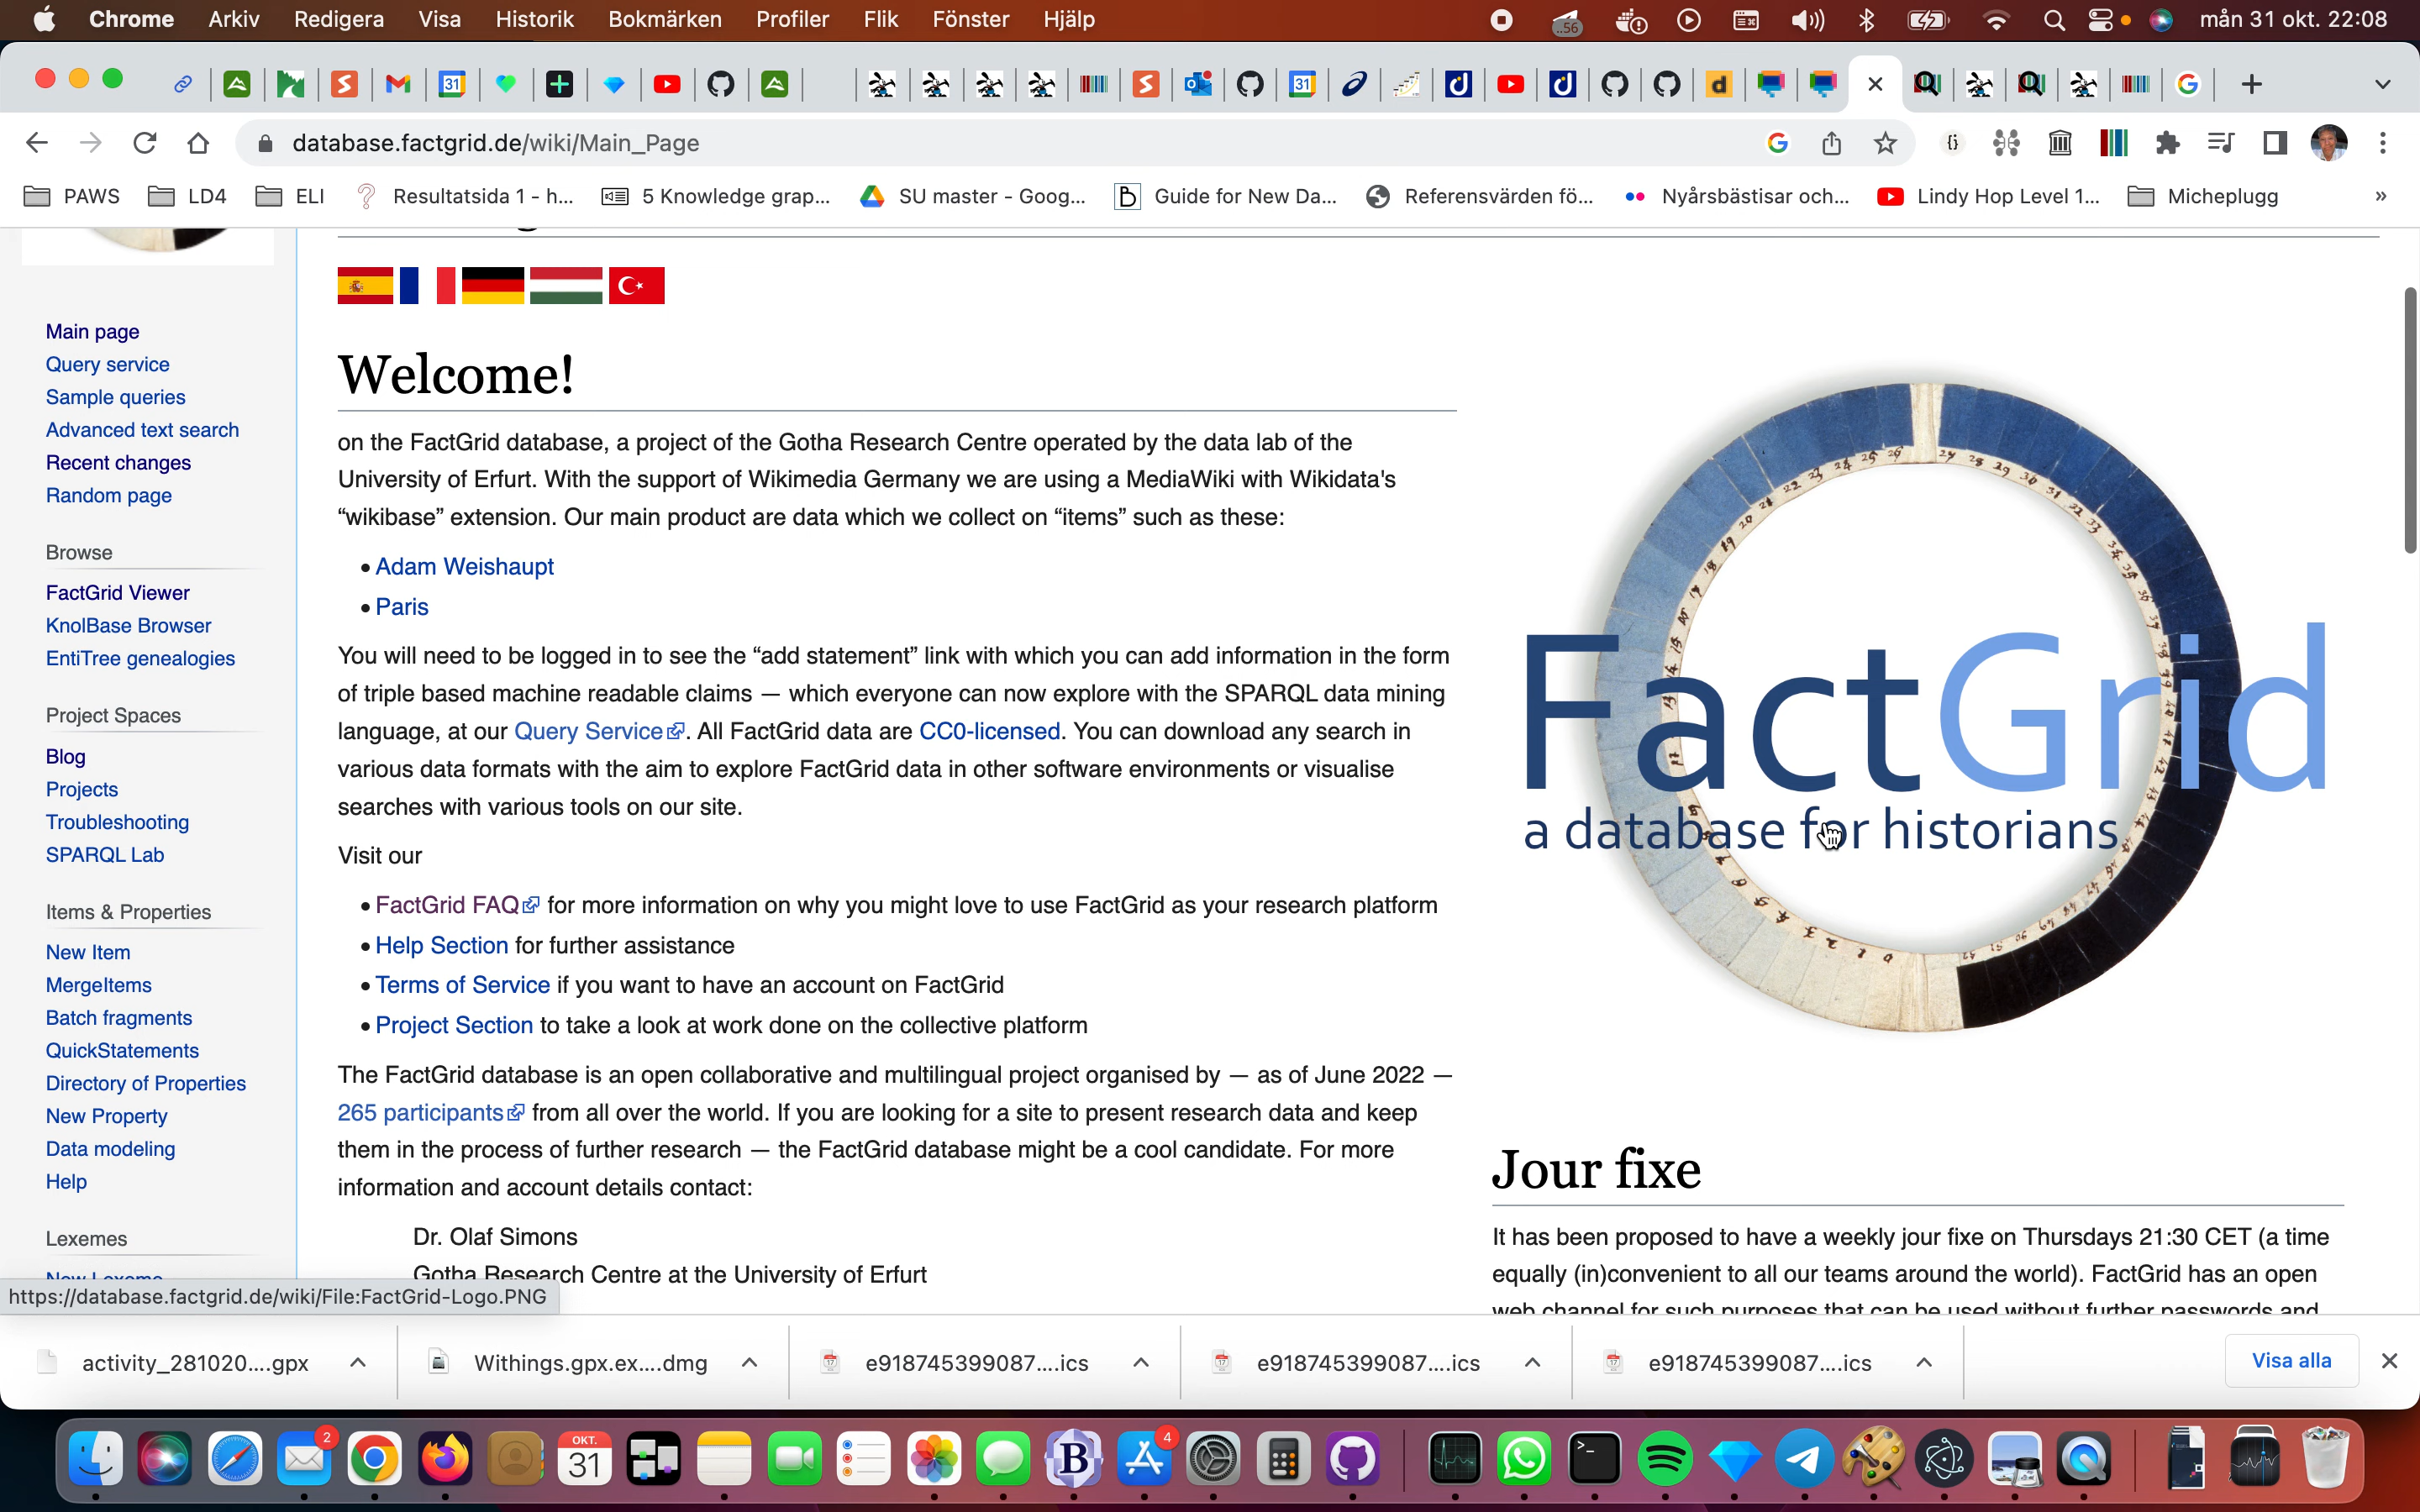 Chrome Arkiv Redigera Visa Historik Bokmärken Profiler Flik Fönster Hjälp mån 31 okt. 22:08
database.factgrid.de/wiki/Main_Page
PAWS LD4 ELI Resultatsida 1 - h... 5 Knowledge grap... SU master - Goog... Guide for New Da... Referensvärden fö... Nyårsbästisar och... Lindy Hop Level 1... Micheplugg »
Main page
Query service
Sample queries
Advanced text search
Recent changes
Random page
Browse
FactGrid Viewer
KnolBase Browser
EntiTree genealogies
Project Spaces
Blog
Projects
Troubleshooting
SPARQL Lab
Items & Properties
New Item
MergeItems
Batch fragments
QuickStatements
Directory of Properties
New Property
Data modeling
Help
Lexemes
New Lexeme
https://database.factgrid.de/wiki/File:FactGrid-Logo.PNG
Welcome!
on the FactGrid database, a project of the Gotha Research Centre operated by the data lab of the
University of Erfurt. With the support of Wikimedia Germany we are using a MediaWiki with Wikidata's
“wikibase” extension. Our main product are data which we collect on “items” such as these:
• Adam Weishaupt
• Paris
You will need to be logged in to see the “add statement” link with which you can add information in the form
of triple based machine readable claims — which everyone can now explore with the SPARQL data mining
language, at our Query Service. All FactGrid data are CC0-licensed. You can download any search in
various data formats with the aim to explore FactGrid data in other software environments or visualise
searches with various tools on our site.
Visit our
• FactGrid FAQ for more information on why you might love to use FactGrid as your research platform
• Help Section for further assistance
• Terms of Service if you want to have an account on FactGrid
• Project Section to take a look at work done on the collective platform
The FactGrid database is an open collaborative and multilingual project organised by — as of June 2022 —
265 participants from all over the world. If you are looking for a site to present research data and keep
them in the process of further research — the FactGrid database might be a cool candidate. For more
information and account details contact:
Dr. Olaf Simons
Gotha Research Centre at the University of Erfurt
FactGrid
a database for historians
Jour fixe
It has been proposed to have a weekly jour fixe on Thursdays 21:30 CET (a time
equally (in)convenient to all our teams around the world). FactGrid has an open
web channel for such purposes that can be used without further passwords and
activity_281020....gpx Withings.gpx.ex....dmg e918745399087....ics e918745399087....ics e918745399087....ics Visa alla
2
OKT.
31
4